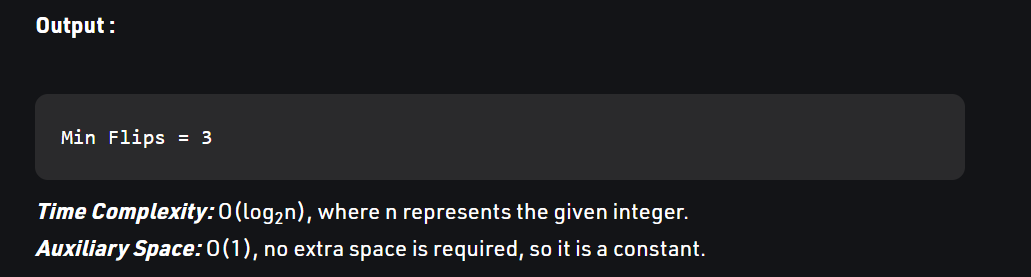 Output :
Min Flips = 3
Time Complexity: O(log₂n), where n represents the given integer.
Auxiliary Space: O(1), no extra space is required, so it is a constant.